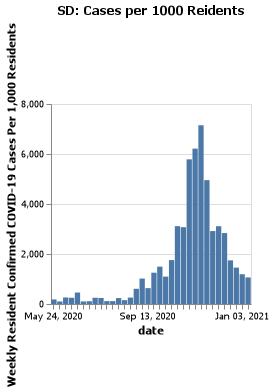 SD: Cases per 1000 Reidents
Weekly Resident Confirmed COVID-19 Cases Per 1,000 Residents
8,000
6,000
4,000
2,000
0
May 24, 2020
Sep 13, 2020
Jan 03, 2021
date